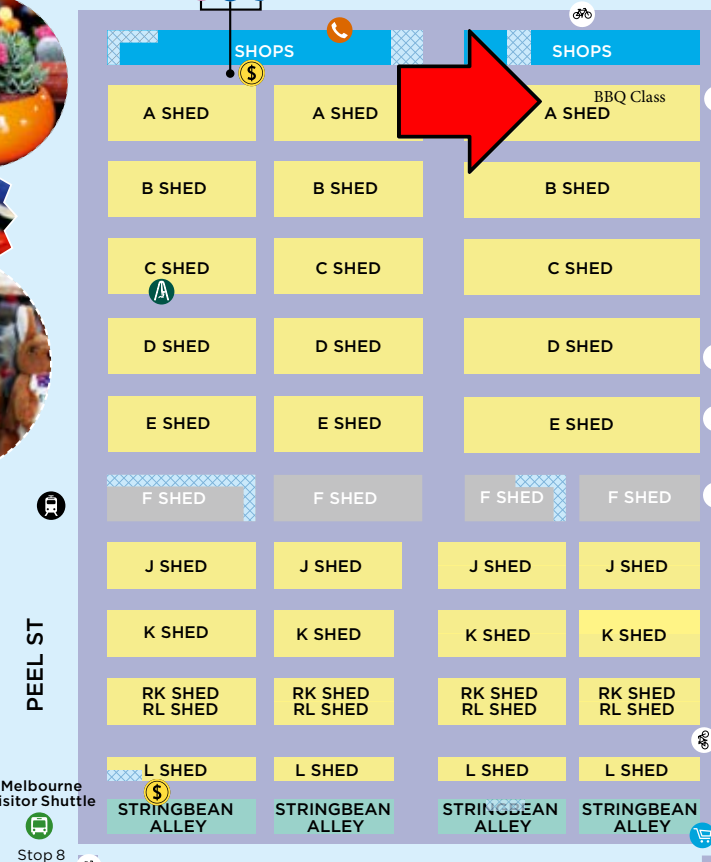 SHOPS SHOPS
$
BBQ Class
A SHED A SHED A SHED
B SHED B SHED B SHED
C SHED C SHED C SHED
D SHED D SHED D SHED
E SHED E SHED E SHED
F SHED F SHED F SHED F SHED
J SHED J SHED J SHED J SHED
K SHED K SHED K SHED K SHED
RK SHED RK SHED RK SHED RK SHED
RL SHED RL SHED RL SHED RL SHED
L SHED L SHED L SHED L SHED
$
STRINGBEAN STRINGBEAN STRINGBEAN STRINGBEAN
ALLEY ALLEY ALLEY ALLEY
PEEL ST
Melbourne
isitor Shuttle
Stop 8